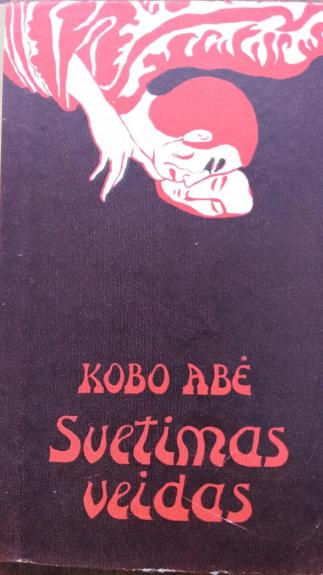 KOBO ABĖ
Svetimas
veidas